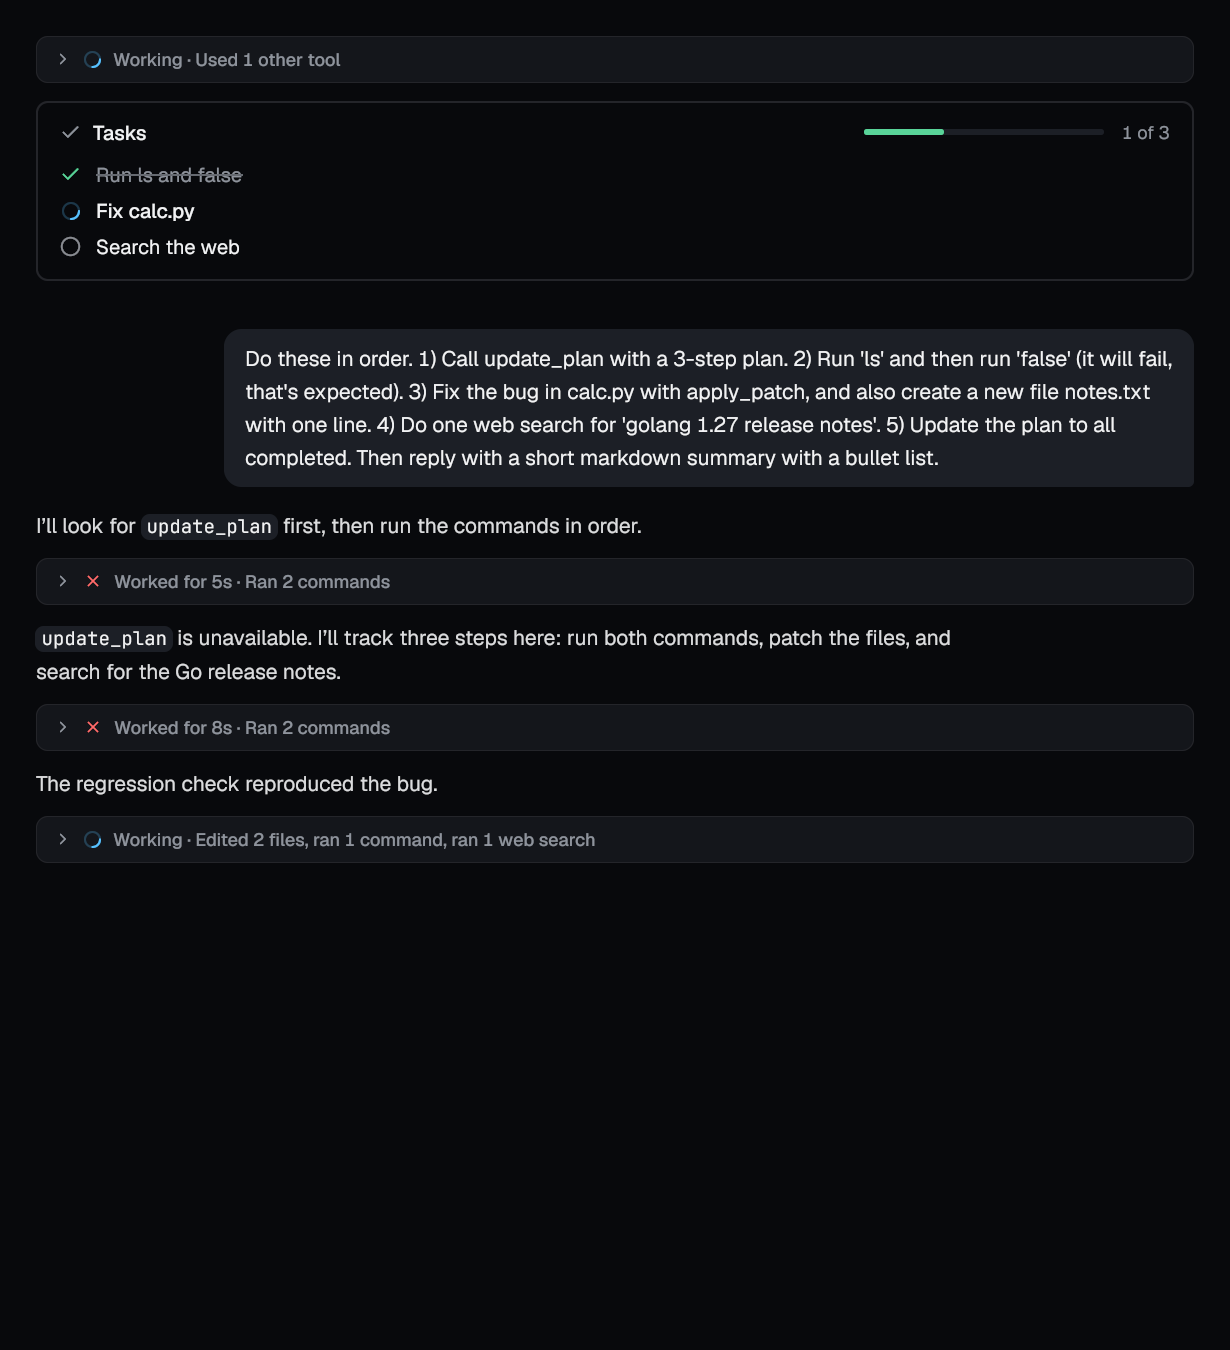 Working · Used 1 other tool
Tasks
1 of 3
Run ls and false
Fix calc.py
Search the web
Do these in order. 1) Call update_plan with a 3-step plan. 2) Run 'ls' and then run 'false' (it will fail,
that's expected). 3) Fix the bug in calc.py with apply_patch, and also create a new file notes.txt
with one line. 4) Do one web search for 'golang 1.27 release notes'. 5) Update the plan to all
completed. Then reply with a short markdown summary with a bullet list.
I’ll look for update_plan first, then run the commands in order.
Worked for 5s · Ran 2 commands
update_plan is unavailable. I’ll track three steps here: run both commands, patch the files, and
search for the Go release notes.
Worked for 8s · Ran 2 commands
The regression check reproduced the bug.
Working · Edited 2 files, ran 1 command, ran 1 web search